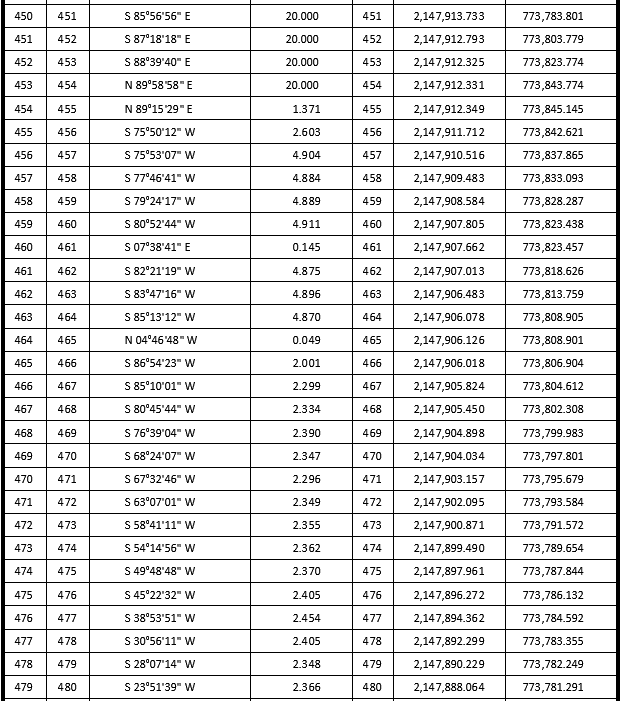 450 451 S 85°56'56" E 20.000 451 2,147,913.733 773,783.801
451 452 S 87°18'18" E 20.000 452 2,147,912.793 773,803.779
452 453 S 88°39'40" E 20.000 453 2,147,912.325 773,823.774
453 454 N 89°58'58" E 20.000 454 2,147,912.331 773,843.774
454 455 N 89°15'29" E 1.371 455 2,147,912.349 773,845.145
455 456 S 75°50'12" W 2.603 456 2,147,911.712 773,842.621
456 457 S 75°53'07" W 4.904 457 2,147,910.516 773,837.865
457 458 S 77°46'41" W 4.884 458 2,147,909.483 773,833.093
458 459 S 79°24'17" W 4.889 459 2,147,908.584 773,828.287
459 460 S 80°52'44" W 4.911 460 2,147,907.805 773,823.438
460 461 S 07°38'41" E 0.145 461 2,147,907.662 773,823.457
461 462 S 82°21'19" W 4.875 462 2,147,907.013 773,818.626
462 463 S 83°47'16" W 4.896 463 2,147,906.483 773,813.759
463 464 S 85°13'12" W 4.870 464 2,147,906.078 773,808.905
464 465 N 04°46'48" W 0.049 465 2,147,906.126 773,808.901
465 466 S 86°54'23" W 2.001 466 2,147,906.018 773,806.904
466 467 S 85°10'01" W 2.299 467 2,147,905.824 773,804.612
467 468 S 80°45'44" W 2.334 468 2,147,905.450 773,802.308
468 469 S 76°39'04" W 2.390 469 2,147,904.898 773,799.983
469 470 S 68°24'07" W 2.347 470 2,147,904.034 773,797.801
470 471 S 67°32'46" W 2.296 471 2,147,903.157 773,795.679
471 472 S 63°07'01" W 2.349 472 2,147,902.095 773,793.584
472 473 S 58°41'11" W 2.355 473 2,147,900.871 773,791.572
473 474 S 54°14'56" W 2.362 474 2,147,899.490 773,789.654
474 475 S 49°48'48" W 2.370 475 2,147,897.961 773,787.844
475 476 S 45°22'32" W 2.405 476 2,147,896.272 773,786.132
476 477 S 38°53'51" W 2.454 477 2,147,894.362 773,784.592
477 478 S 30°56'11" W 2.405 478 2,147,892.299 773,783.355
478 479 S 28°07'14" W 2.348 479 2,147,890.229 773,782.249
479 480 S 23°51'39" W 2.366 480 2,147,888.064 773,781.291